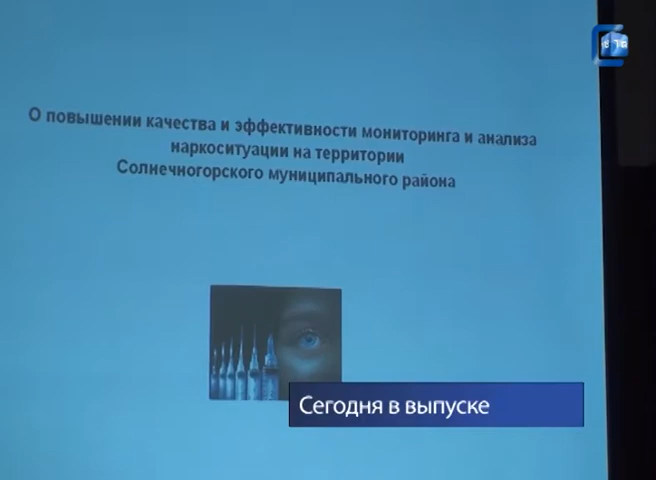 О повышении качества и эффективности мониторинга и анализа
наркоситуации на территории
Солнечногорского муниципального района
Сегодня в выпуске